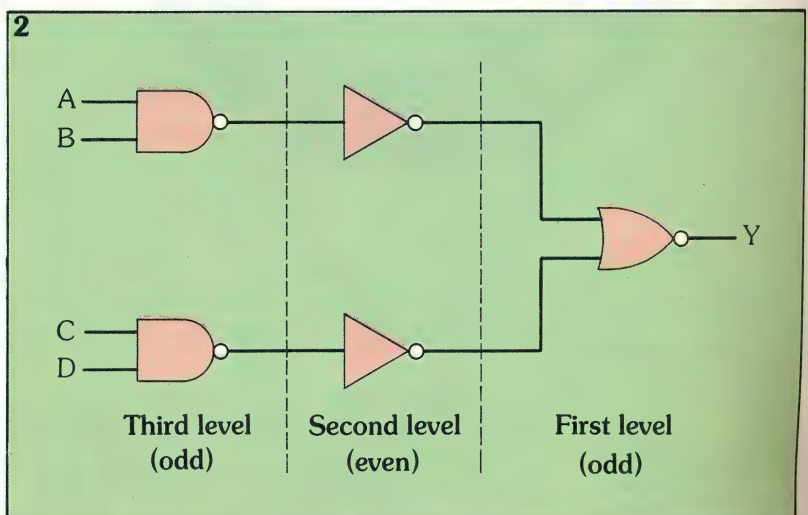 2
A
B
Y
C
D
Third level
(odd)
Second level
(even)
First level
(odd)